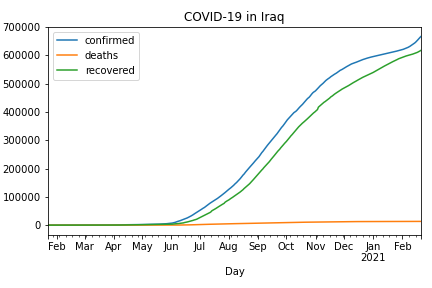 COVID-19 in Iraq
confirmed
deaths
recovered
700000
600000
500000
400000
300000
200000
100000
0
Feb Mar Apr May Jun Jul Aug Sep Oct Nov Dec Jan Feb
2021
Day